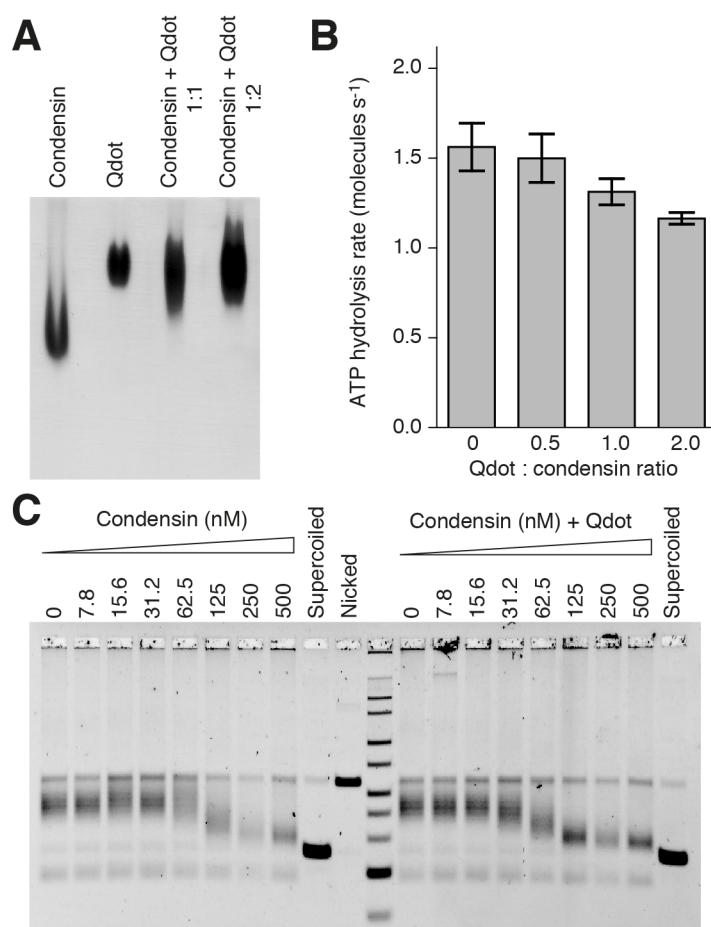 A
Condensin
Qdot
Condensin + Qdot
1:1
Condensin + Qdot
1:2
B
ATP hydrolysis rate (molecules s-1)
2.0
1.5
1.0
0.5
0.0
0
0.5
1.0
2.0
Qdot : condensin ratio
C
Condensin (nM)
0
7.8
15.6
31.2
62.5
125
250
500
Supercoiled
Nicked
Condensin (nM) + Qdot
0
7.8
15.6
31.2
62.5
125
250
500
Supercoiled